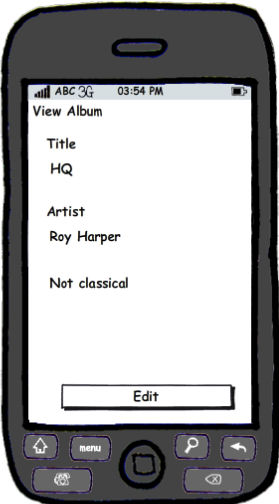 ABC 3G 03:54 PM
View Album
Title
HQ
Artist
Roy Harper
Not classical
Edit
menu